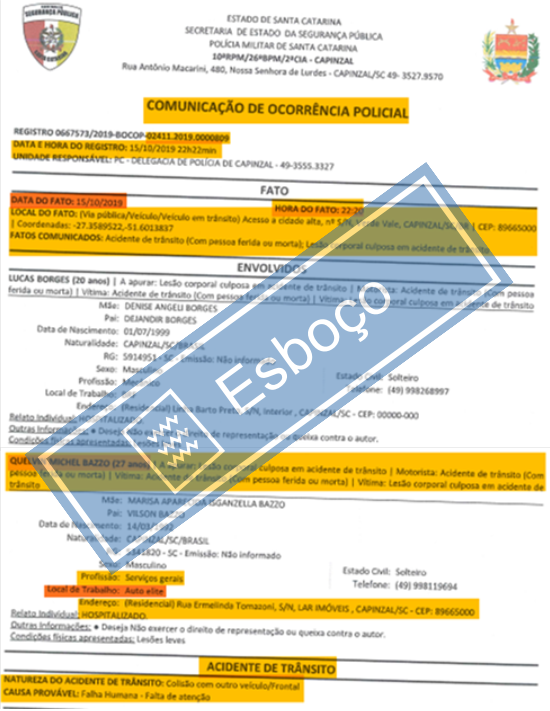 SEGURANÇA PÚBLICA
ESTADO DE SANTA CATARINA
SECRETARIA DE ESTADO DA SEGURANÇA PÚBLICA
POLÍCIA MILITAR DE SANTA CATARINA
10ªRPM/26ºBPM/2ªCIA - CAPINZAL
Rua Antônio Macarini, 480, Nossa Senhora de Lurdes - CAPINZAL/SC 49- 3527.9570
COMUNICAÇÃO DE OCORRÊNCIA POLICIAL
REGISTRO 0667573/2019-BOCOP-02411.2019.0000809
DATA E HORA DO REGISTRO: 15/10/2019 22h22min
UNIDADE RESPONSÁVEL: PC - DELEGACIA DE POLÍCIA DE CAPINZAL - 49-3555.3327
FATO
DATA DO FATO: 15/10/2019 HORA DO FATO: 22:20
LOCAL DO FATO: (Via pública/Veículo/Veículo em trânsito) Acesso a cidade alta, nº S/N, Verde Vale, CAPINZAL/SC | CEP: 89665000
| Coordenadas: -27.3589522,-51.6013837
FATOS COMUNICADOS: Acidente de trânsito (Com pessoa ferida ou morta); Lesão corporal culposa em acidente de trânsito
ENVOLVIDOS
LUCAS BORGES (20 anos) | A apurar: Lesão corporal culposa em acidente de trânsito | Motorista: Acidente de trânsito (Com pessoa
ferida ou morta) | Vítima: Acidente de trânsito (Com pessoa ferida ou morta) | Vítima: Lesão corporal culposa em acidente de trânsito
Mãe: DENISE ANGELI BORGES
Pai: DEJANDIR BORGES
Data de Nascimento: 01/07/1999
Naturalidade: CAPINZAL/SC/BRASIL
RG: 5914951 - SC - Emissão: Não informado
Sexo: Masculino Estado Civil: Solteiro
Profissão: Mecânico Telefone: (49) 998268997
Local de Trabalho:
Endereço: (Residencial) Linha Barto Preto, S/N, Interior, CAPINZAL/SC - CEP: 00000-000
Relato Individual: HOSPITALIZADO.
Outras Informações: • Deseja não exercer o direito de representação ou queixa contra o autor.
Condições físicas apresentadas: Lesões
Esboço
QUELVIN MICHEL BAZZO (27 anos) | A apurar: Lesão corporal culposa em acidente de trânsito | Motorista: Acidente de trânsito (Com
pessoa ferida ou morta) | Vítima: Acidente de trânsito (Com pessoa ferida ou morta) | Vítima: Lesão corporal culposa em acidente de
trânsito
Mãe: MARISA APARECIDA ISGANZELLA BAZZO
Pai: VILSON BAZZO
Data de Nascimento: 14/03/1992
Naturalidade: CAPINZAL/SC/BRASIL
RG: 5341820 - SC - Emissão: Não informado
Sexo: Masculino Estado Civil: Solteiro
Profissão: Serviços gerais Telefone: (49) 998119694
Local de Trabalho: Auto elite
Endereço: (Residencial) Rua Ermelinda Tomazoni, S/N, LAR IMÓVEIS , CAPINZAL/SC - CEP: 89665000
Relato Individual: HOSPITALIZADO.
Outras Informações: • Deseja Não exercer o direito de representação ou queixa contra o autor.
Condições físicas apresentadas: Lesões leves
ACIDENTE DE TRÂNSITO
NATUREZA DO ACIDENTE DE TRÂNSITO: Colisão com outro veículo/Frontal
CAUSA PROVÁVEL: Falha Humana - Falta de atenção